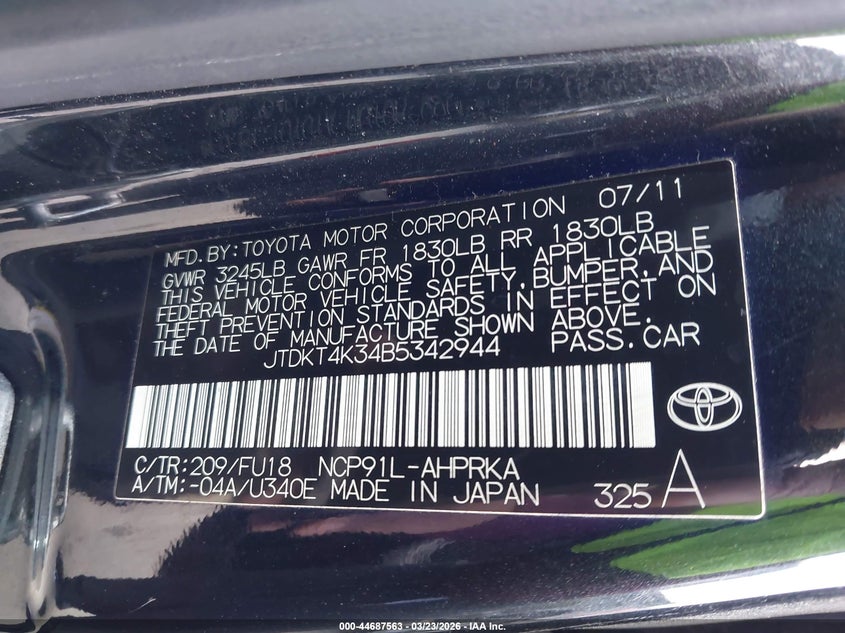 MFD. BY: TOYOTA MOTOR CORPORATION 07/11
GVWR 3245LB GAWR FR 1830LB RR 1830LB
THIS VEHICLE CONFORMS TO ALL APPLICABLE
FEDERAL MOTOR VEHICLE SAFETY, BUMPER, AND
THEFT PREVENTION STANDARDS IN EFFECT ON
THE DATE OF MANUFACTURE SHOWN ABOVE.
JTDKT4K34B5342944 PASS. CAR
C/TR: 209/FU18 NCP91L-AHPRKA
A/TM: -04A/U340E MADE IN JAPAN 325 A
000-44687563 - 03/23/2026 - IAA Inc.